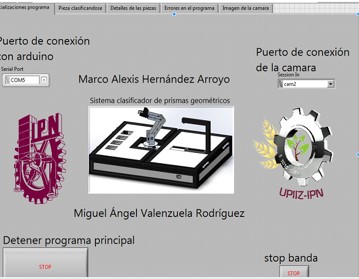 cializaciones programa
Pieza clasificandose
Detalles de las piezas
Errores en el programa
Imagen de la camara
Puerto de conexión
con arduino
Serial Port
COM5
Marco Alexis Hernández Arroyo
Puerto de conexión
de la camara
Session In
cam2
Sistema clasificador de prismas geométricos
IPN
UPIIZ-IPN
Miguel Ángel Valenzuela Rodríguez
Detener programa principal
STOP
stop banda
STOP